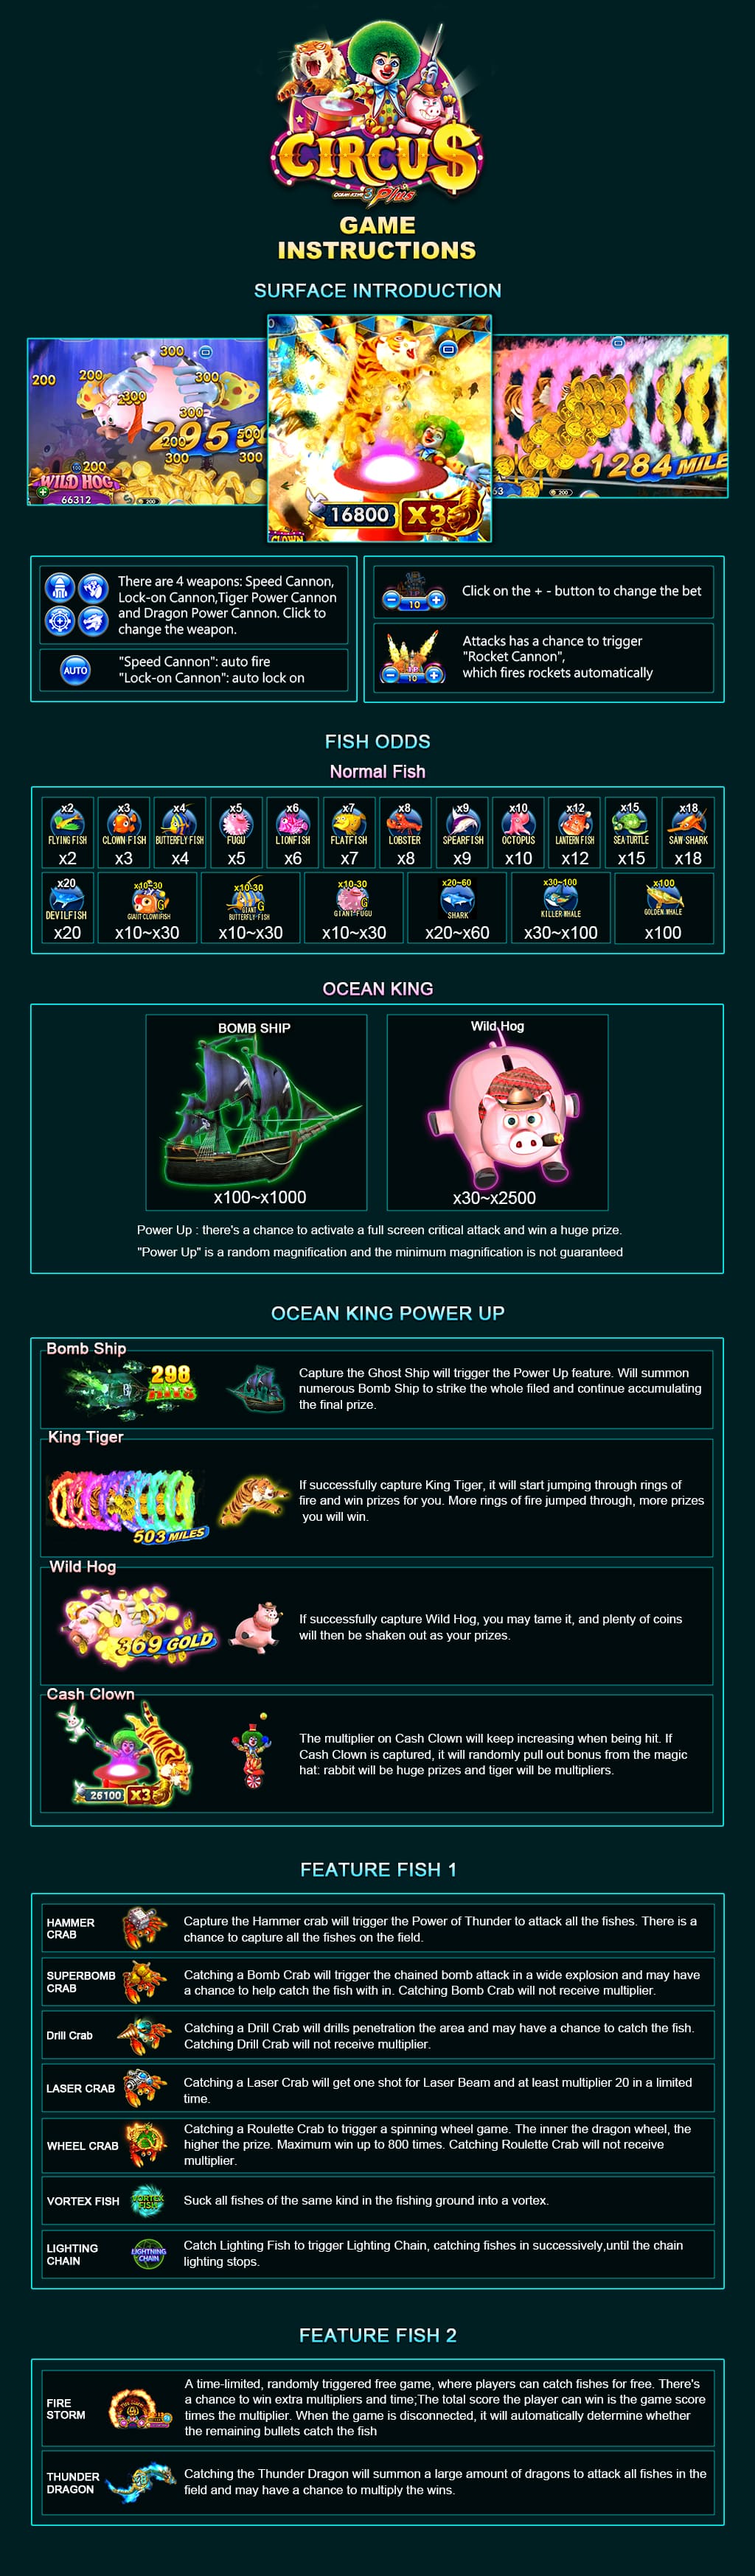 CIRCU$
OCEAN KING 3 Plus
GAME
INSTRUCTIONS
SURFACE INTRODUCTION
300
200
200
300
300
300
300
200
29550
500
300
300
200
WILD HOG
66312
200
16800 X3
CLOWN
1284 MILE
63
200
There are 4 weapons: Speed Cannon,
Lock-on Cannon,Tiger Power Cannon
and Dragon Power Cannon. Click to
change the weapon.
AUTO
"Speed Cannon": auto fire
"Lock-on Cannon": auto lock on
10
Click on the + - button to change the bet
10
Attacks has a chance to trigger
"Rocket Cannon",
which fires rockets automatically
FISH ODDS
Normal Fish
x2 x3 x4 x5 x6 x7 x8 x9 x10 x12 x15 x18
FLYING FISH CLOWN FISH BUTTERFLY FISH FUGU LIONFISH FLATFISH LOBSTER SPEARFISH OCTOPUS LANTERN FISH SEA TURTLE SAW SHARK
x2 x3 x4 x5 x6 x7 x8 x9 x10 x12 x15 x18
x20 x10-30 x10-30 x10-30 x20~60 x30~100 x100
DEVILFISH GIANT CLOWNFISH GIANT BUTTERFLY-FISH GIANT-FUGU SHARK KILLER WHALE GOLDEN WHALE
x20 x10~x30 x10~x30 x10~x30 x20~x60 x30~x100 x100
OCEAN KING
BOMB SHIP
x100~x1000
Wild Hog
x30~x2500
Power Up : there's a chance to activate a full screen critical attack and win a huge prize.
"Power Up" is a random magnification and the minimum magnification is not guaranteed
OCEAN KING POWER UP
Bomb Ship
298
HITS
Capture the Ghost Ship will trigger the Power Up feature. Will summon
numerous Bomb Ship to strike the whole filed and continue accumulating
the final prize.
King Tiger
503 MILES
If successfully capture King Tiger, it will start jumping through rings of
fire and win prizes for you. More rings of fire jumped through, more prizes
you will win.
Wild Hog
369 GOLD
If successfully capture Wild Hog, you may tame it, and plenty of coins
will then be shaken out as your prizes.
Cash Clown
26100 X3
The multiplier on Cash Clown will keep increasing when being hit. If
Cash Clown is captured, it will randomly pull out bonus from the magic
hat: rabbit will be huge prizes and tiger will be multipliers.
FEATURE FISH 1
HAMMER
CRAB
Capture the Hammer crab will trigger the Power of Thunder to attack all the fishes. There is a
chance to capture all the fishes on the field.
SUPERBOMB
CRAB
Catching a Bomb Crab will trigger the chained bomb attack in a wide explosion and may have
a chance to help catch the fish with in. Catching Bomb Crab will not receive multiplier.
Drill Crab
Catching a Drill Crab will drills penetration the area and may have a chance to catch the fish.
Catching Drill Crab will not receive multiplier.
LASER CRAB
Catching a Laser Crab will get one shot for Laser Beam and at least multiplier 20 in a limited
time.
WHEEL CRAB
Catching a Roulette Crab to trigger a spinning wheel game. The inner the dragon wheel, the
higher the prize. Maximum win up to 800 times. Catching Roulette Crab will not receive
multiplier.
VORTEX FISH
VORTEX
FISH
Suck all fishes of the same kind in the fishing ground into a vortex.
LIGHTING
CHAIN
LIGHTNING
CHAIN
Catch Lighting Fish to trigger Lighting Chain, catching fishes in successively,until the chain
lighting stops.
FEATURE FISH 2
FIRE
STORM
A time-limited, randomly triggered free game, where players can catch fishes for free. There's
a chance to win extra multipliers and time;The total score the player can win is the game score
times the multiplier. When the game is disconnected, it will automatically determine whether
the remaining bullets catch the fish
THUNDER
DRAGON
Catching the Thunder Dragon will summon a large amount of dragons to attack all fishes in the
field and may have a chance to multiply the wins.